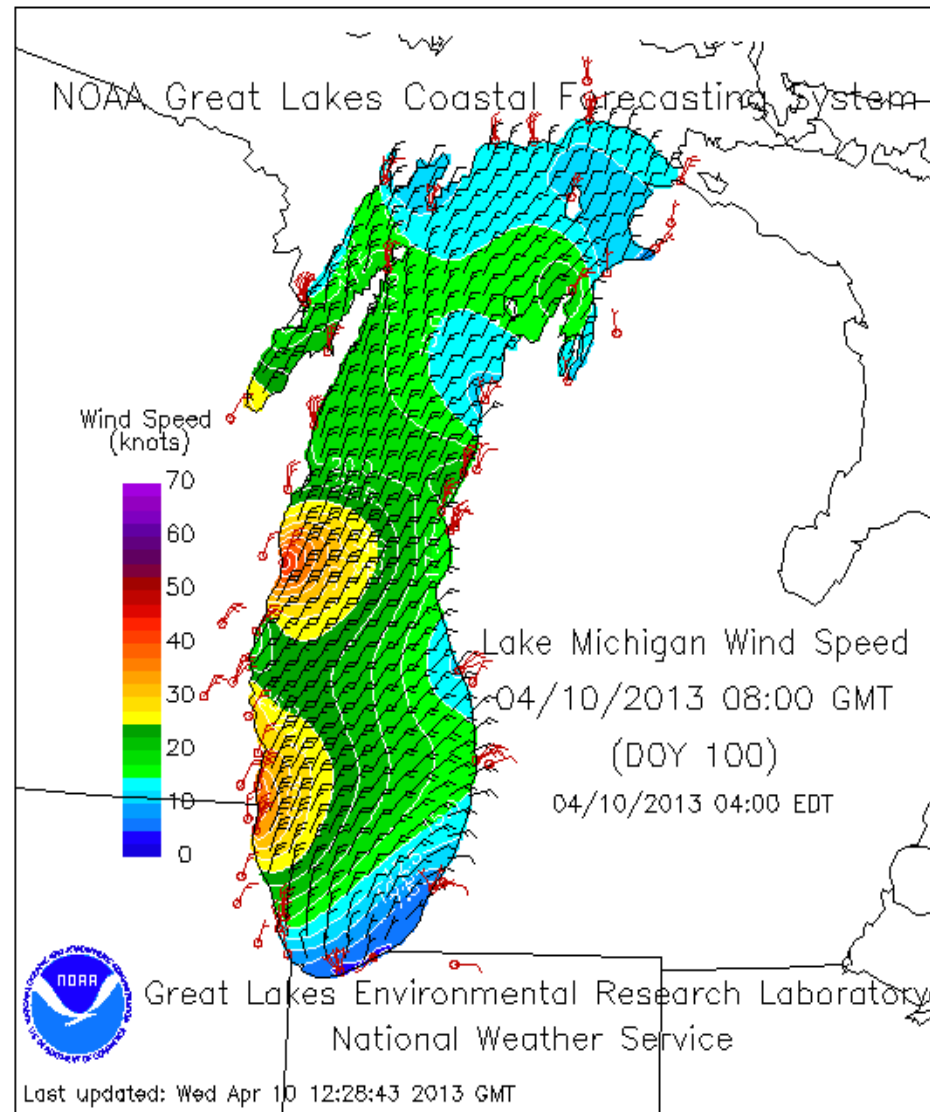 NOAA Great Lakes Coastal Forecasting System
Wind Speed
(knots)
70
60
50
40
30
20
10
0
Lake Michigan Wind Speed
04/10/2013 08:00 GMT
(DOY 100)
04/10/2013 04:00 EDT
NOAA
Great Lakes Environmental Research Laboratory
National Weather Service
Last updated: Wed Apr 10 12:28:43 2013 GMT